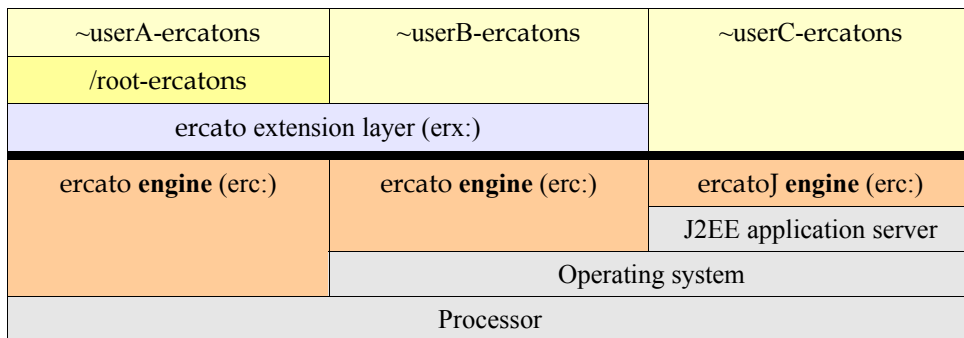 ~userA-ercatons
~userB-ercatons
~userC-ercatons
/root-ercatons
ercato extension layer (erx:)
ercato engine (erc:)
ercato engine (erc:)
ercatoJ engine (erc:)
J2EE application server
Operating system
Processor